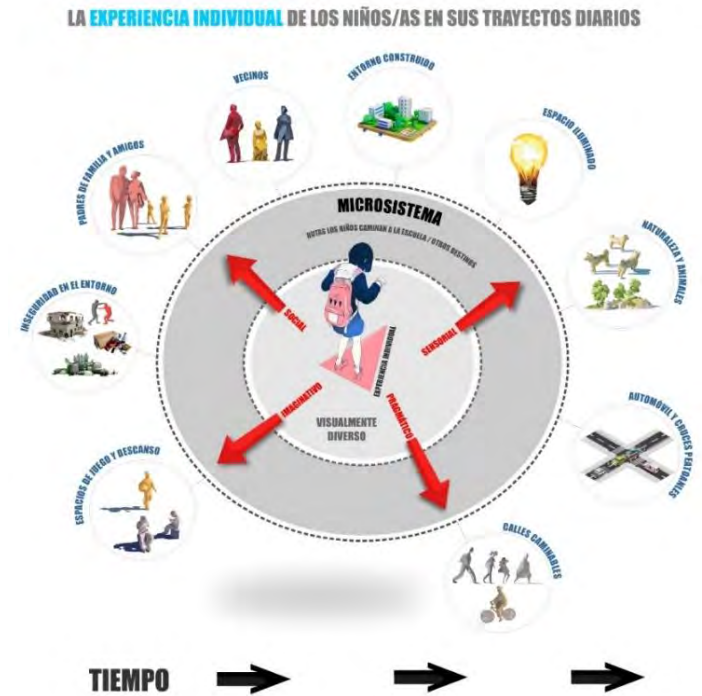 LA EXPERIENCIA INDIVIDUAL DE LOS NIÑOS/AS EN SUS TRAYECTOS DIARIOS
ENTORNO CONSTRUIDO
VECINOS
ESPACIO ILUMINADO
PADRES DE FAMILIA Y AMIGOS
MICROSISTEMA
RUTAS LOS NIÑOS CAMINAN A LA ESCUELA / OTROS DESTINOS
NATURALEZA Y ANIMALES
INSEGURIDAD EN EL ENTORNO
SOCIAL
SENSORIAL
EXPERIENCIA INDIVIDUAL
IMAGINATIVO
PRAGMÁTICO
VISUALMENTE
DIVERSO
AUTOMÓVIL Y CRUCES PEATONALES
ESPACIOS DE JUEGO Y DESCANSO
CALLES CAMINABLES
TIEMPO